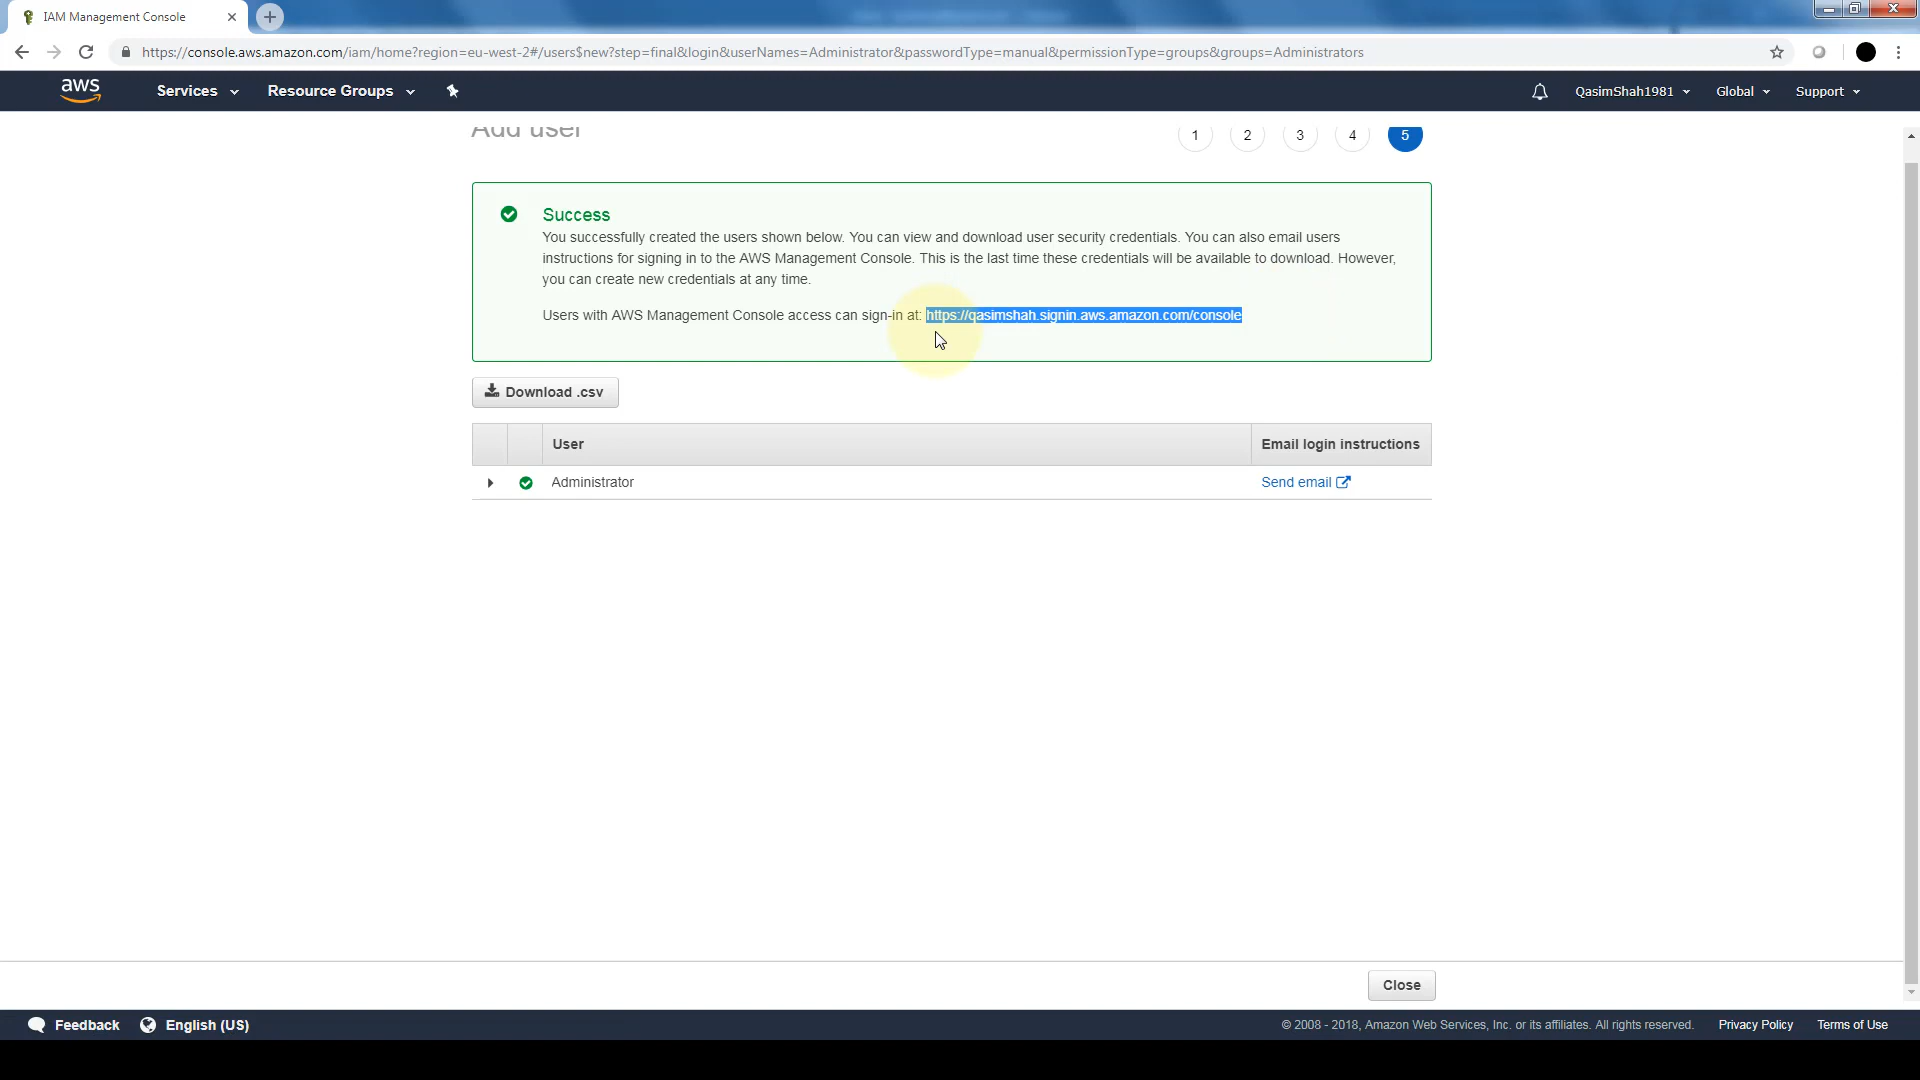 IAM Management Console
https://console.aws.amazon.com/iam/home?region=eu-west-2#/users$new?step=final&login&userNames=Administrator&passwordType=manual&permissionType=groups&groups=Administrators
aws Services Resource Groups QasimShah1981 Global Support
Add user 1 2 3 4 5
Success
You successfully created the users shown below. You can view and download user security credentials. You can also email users
instructions for signing in to the AWS Management Console. This is the last time these credentials will be available to download. However,
you can create new credentials at any time.
Users with AWS Management Console access can sign-in at: https://qasimshah.signin.aws.amazon.com/console
Download .csv
User Email login instructions
Administrator Send email
Close
Feedback English (US) © 2008 - 2018, Amazon Web Services, Inc. or its affiliates. All rights reserved. Privacy Policy Terms of Use